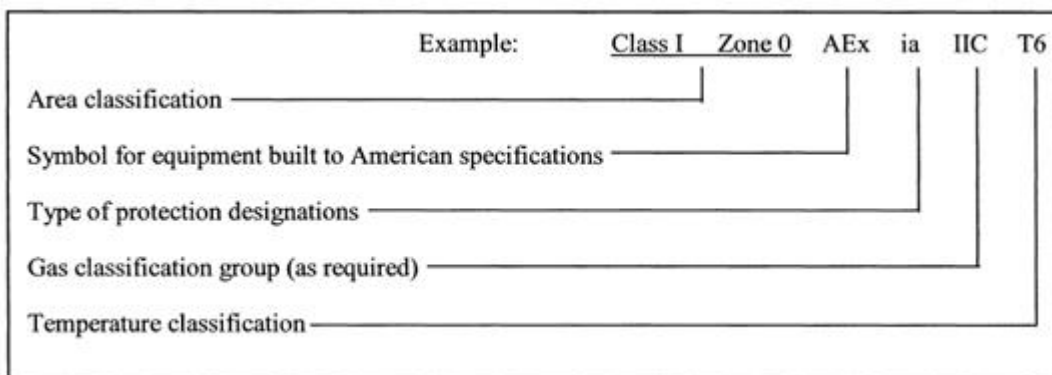 Example: Class I Zone 0 AEx ia IIC T6
Area classification
Symbol for equipment built to American specifications
Type of protection designations
Gas classification group (as required)
Temperature classification